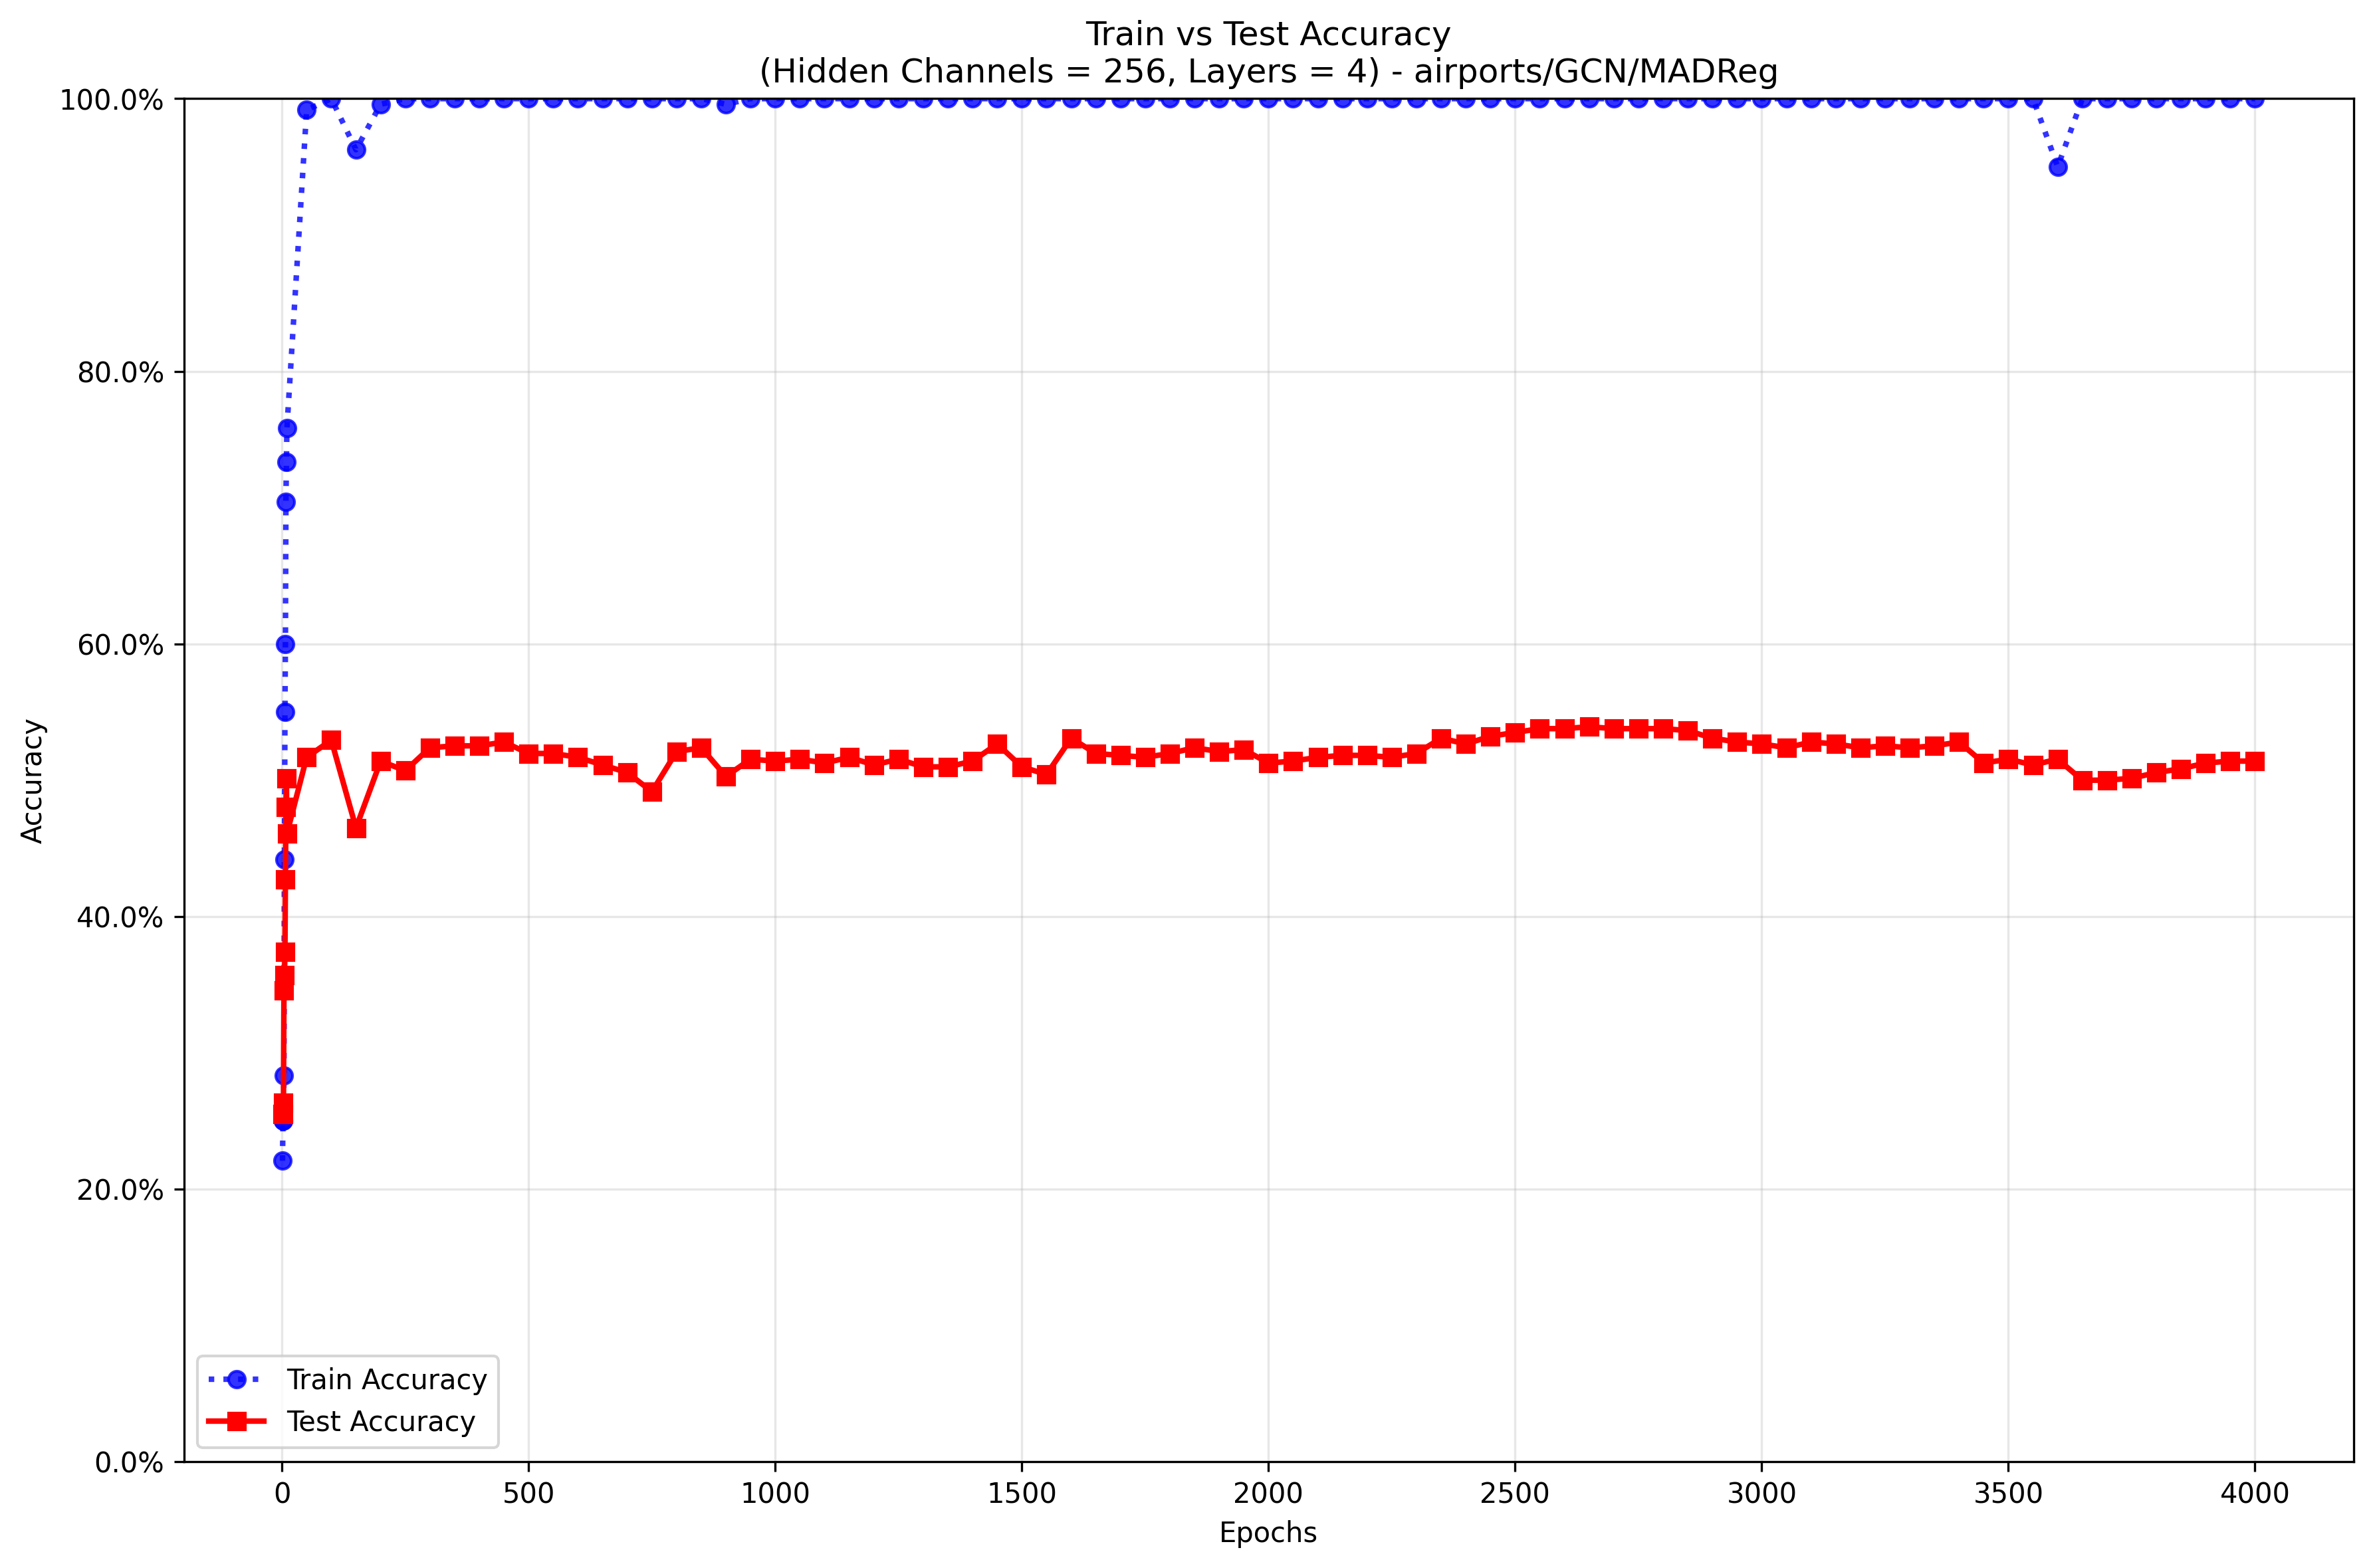 Train vs Test Accuracy
(Hidden Channels = 256, Layers = 4) - airports/GCN/MADReg
100.0%
80.0%
60.0%
40.0%
20.0%
0.0%
Accuracy
Train Accuracy
Test Accuracy
0 500 1000 1500 2000 2500 3000 3500 4000
Epochs